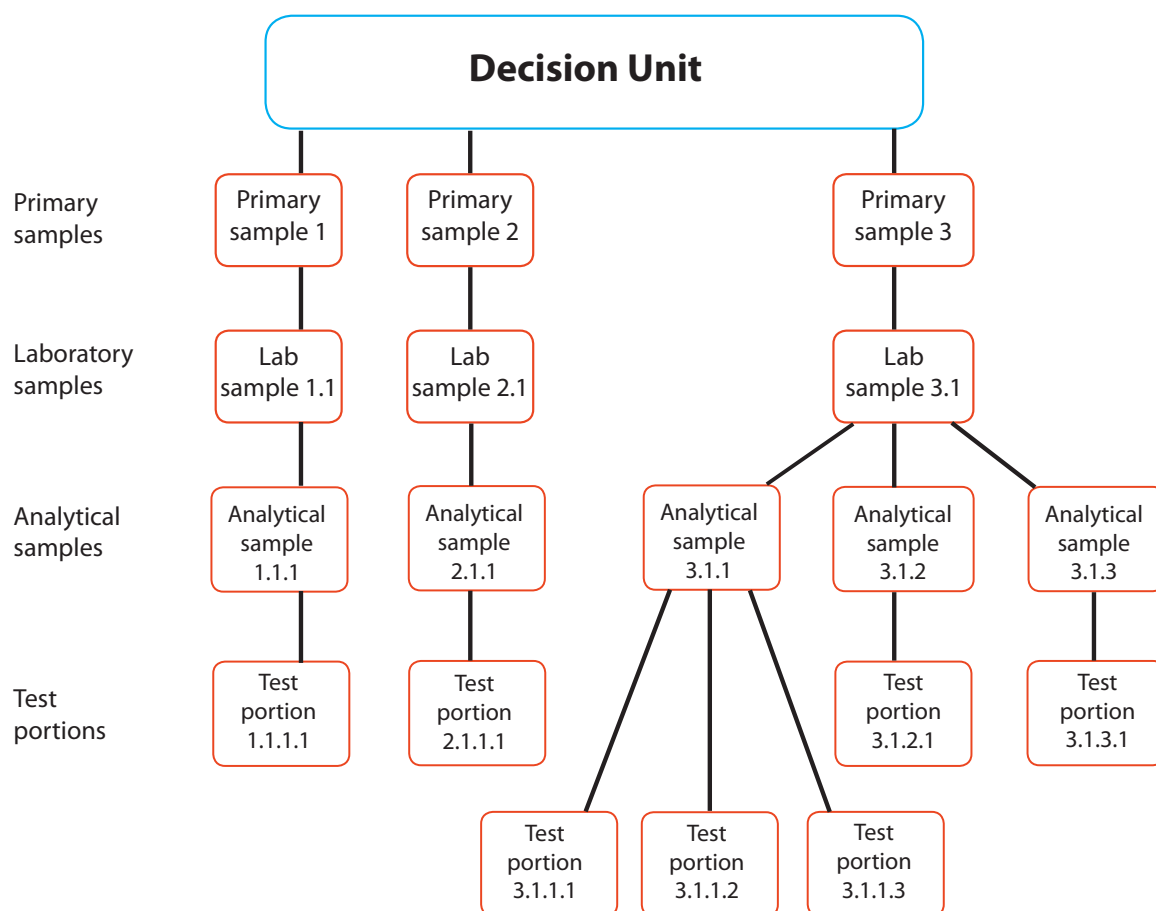 Decision Unit
Primary
samples
Primary
sample 1
Primary
sample 2
Primary
sample 3
Laboratory
samples
Lab
sample 1.1
Lab
sample 2.1
Lab
sample 3.1
Analytical
samples
Analytical
sample
1.1.1
Analytical
sample
2.1.1
Analytical
sample
3.1.1
Analytical
sample
3.1.2
Analytical
sample
3.1.3
Test
portions
Test
portion
1.1.1.1
Test
portion
2.1.1.1
Test
portion
3.1.2.1
Test
portion
3.1.3.1
Test
portion
3.1.1.1
Test
portion
3.1.1.2
Test
portion
3.1.1.3